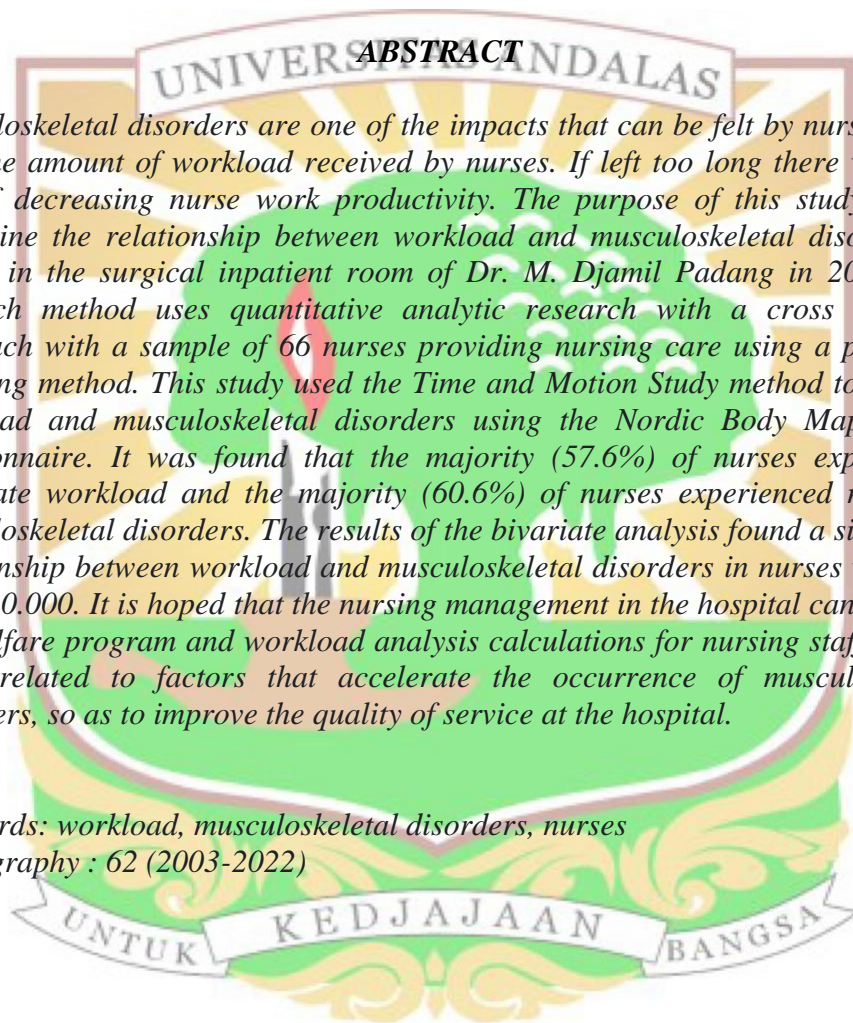 ABSTRACT
UNIVERSITAS ANDALAS
loskeletal disorders are one of the impacts that can be felt by nurs
he amount of workload received by nurses. If left too long there
f decreasing nurse work productivity. The purpose of this study
ine the relationship between workload and musculoskeletal diso
in the surgical inpatient room of Dr. M. Djamil Padang in 20
ch method uses quantitative analytic research with a cross
ach with a sample of 66 nurses providing nursing care using a p
ng method. This study used the Time and Motion Study method to
ad and musculoskeletal disorders using the Nordic Body Map
onnaire. It was found that the majority (57.6%) of nurses exp
ate workload and the majority (60.6%) of nurses experienced
loskeletal disorders. The results of the bivariate analysis found a si
nship between workload and musculoskeletal disorders in nurses
0.000. It is hoped that the nursing management in the hospital can
lfare program and workload analysis calculations for nursing staf
related to factors that accelerate the occurrence of muscul
ers, so as to improve the quality of service at the hospital.
rds: workload, musculoskeletal disorders, nurses
graphy : 62 (2003-2022)
UNTUK KEDJAJAAN BANGSA